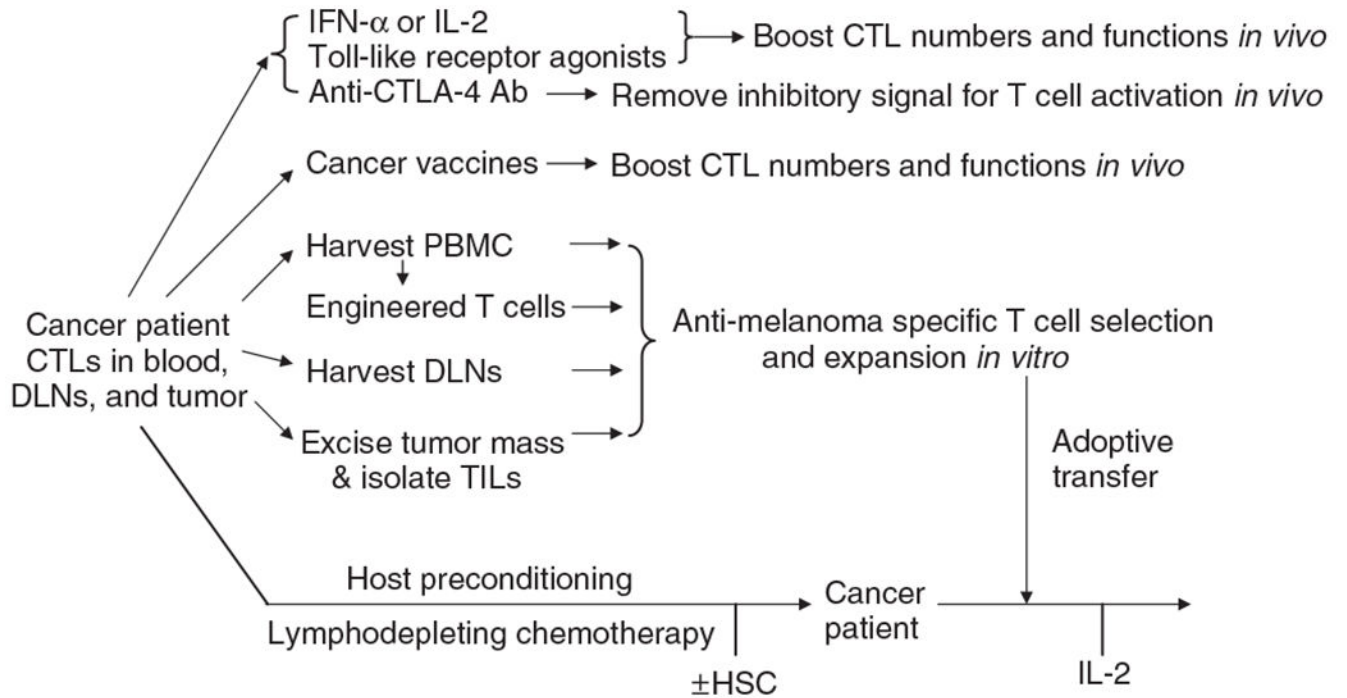 IFN-α or IL-2
Toll-like receptor agonists
Boost CTL numbers and functions in vivo
Anti-CTLA-4 Ab
Remove inhibitory signal for T cell activation in vivo
Cancer vaccines
Boost CTL numbers and functions in vivo
Harvest PBMC
Engineered T cells
Harvest DLNs
Excise tumor mass
& isolate TILs
Cancer patient
CTLs in blood,
DLNs, and tumor
Anti-melanoma specific T cell selection
and expansion in vitro
Adoptive
transfer
Host preconditioning
Lymphodepleting chemotherapy
±HSC
Cancer
patient
IL-2